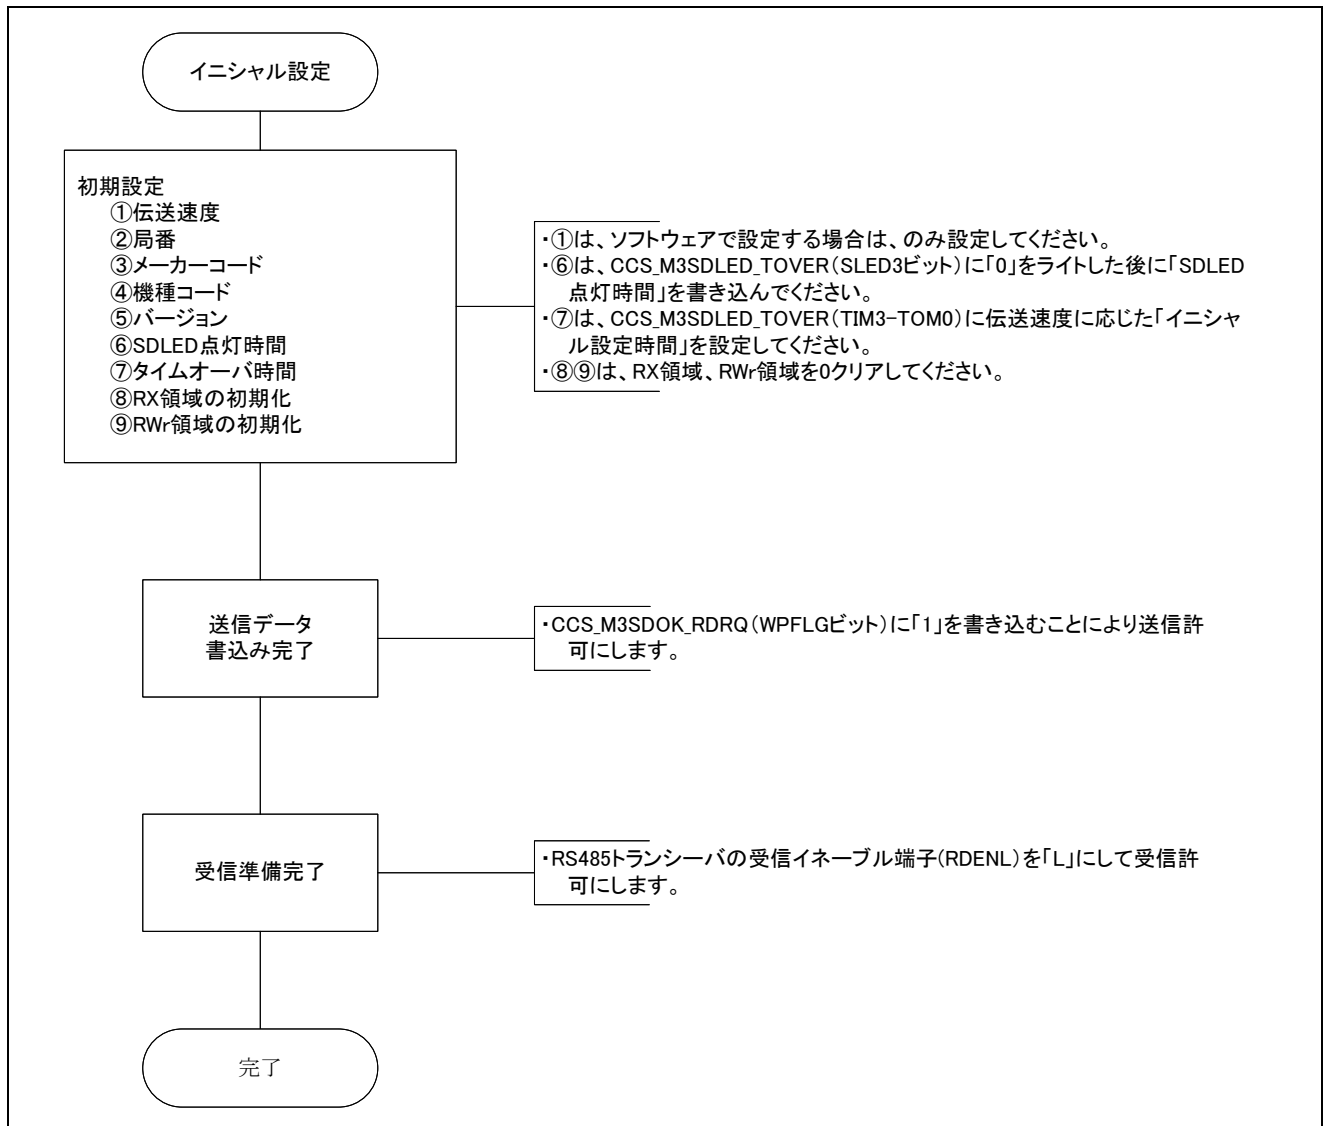 イニシャル設定
初期設定
①伝送速度
②局番
③メーカーコード
④機種コード
⑤バージョン
⑥SDLED点灯時間
⑦タイムオーバ時間
⑧RX領域の初期化
⑨RWr領域の初期化
・①は、ソフトウェアで設定する場合は、のみ設定してください。
・⑥は、CCS_M3SDLED_TOVER（SLED3ビット）に「0」をライトした後に「SDLED
点灯時間」を書き込んでください。
・⑦は、CCS_M3SDLED_TOVER（TIM3-TOM0）に伝送速度に応じた「イニシャ
ル設定時間」を設定してください。
・⑧⑨は、RX領域、RWr領域を0クリアしてください。
送信データ
書込み完了
・CCS_M3SDOK_RDRQ（WPFLGビット）に「1」を書き込むことにより送信許
可にします。
受信準備完了
・RS485トランシーバの受信イネーブル端子(RDENL)を「L」にして受信許
可にします。
完了